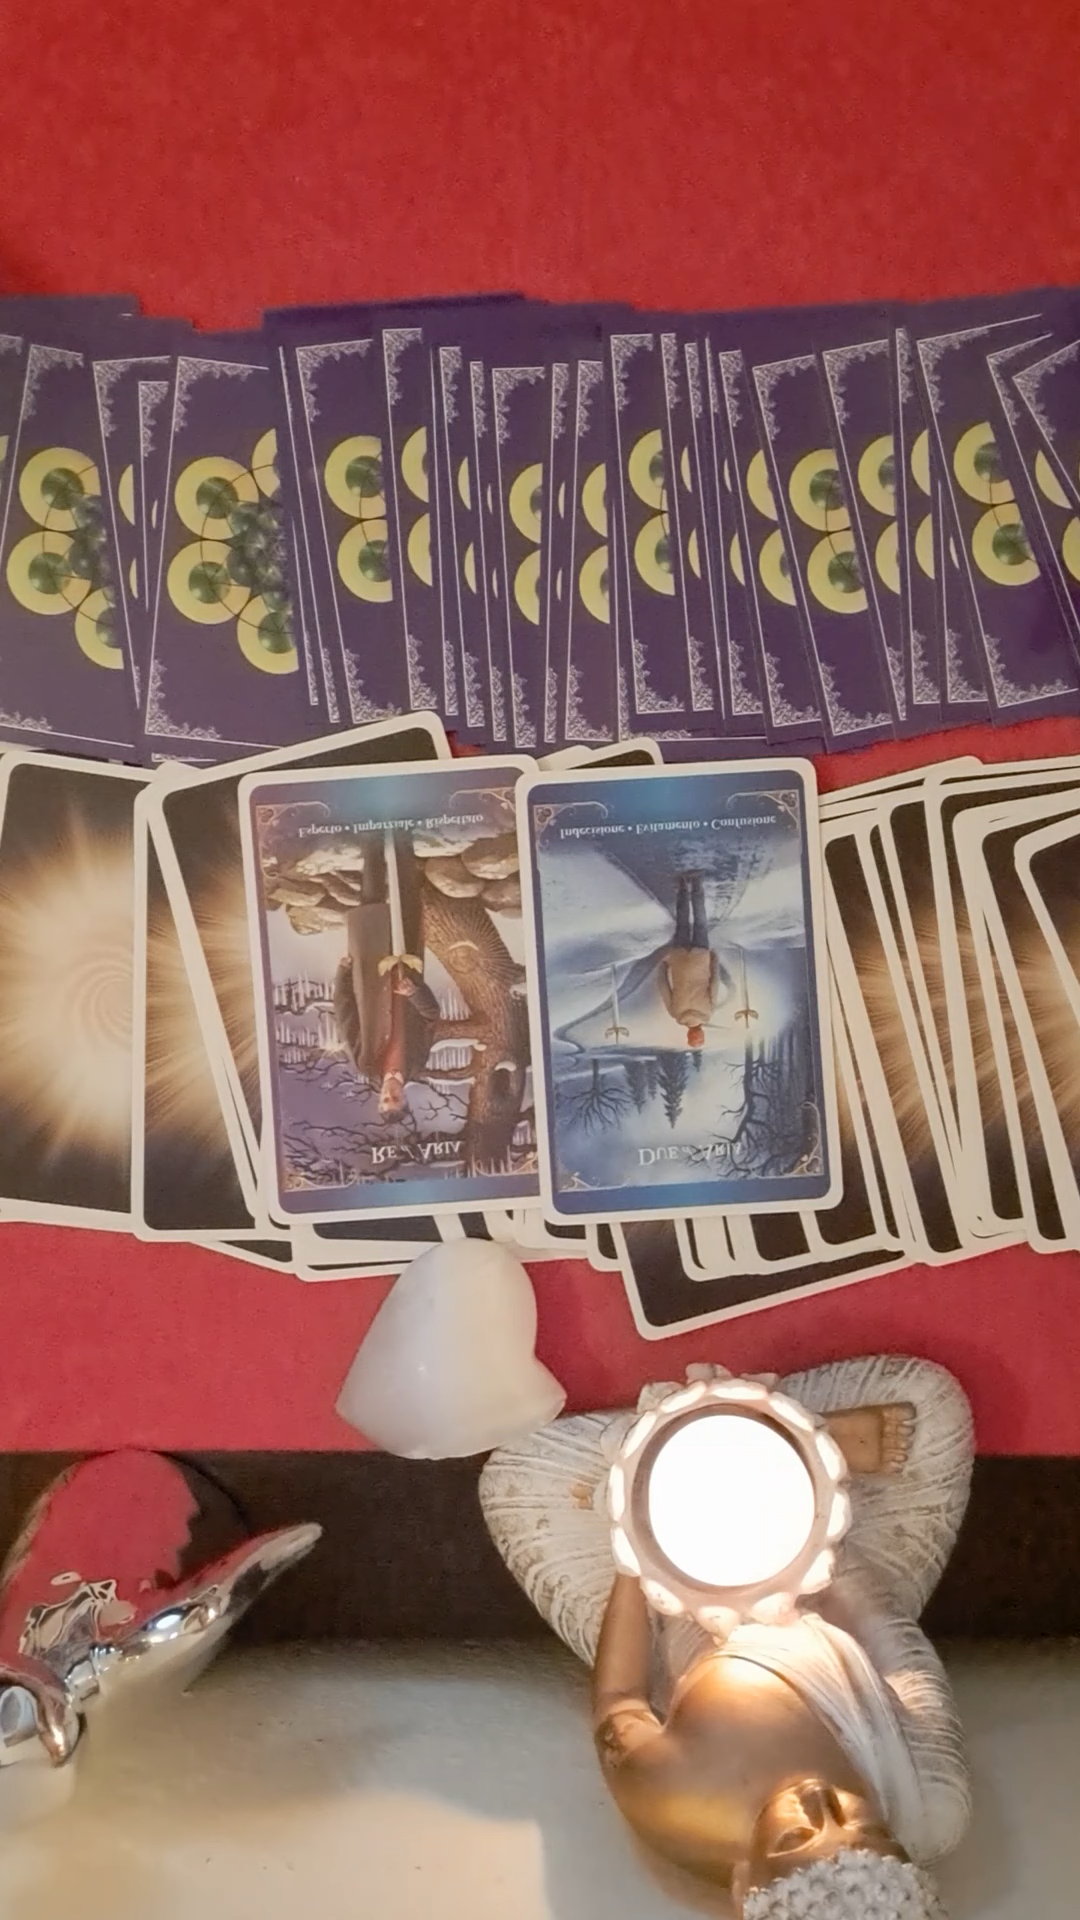 Esperto • Imparziale • Rispettato
Re d'Aria
Indecisione • Evitamento • Confusione
Due d'Aria